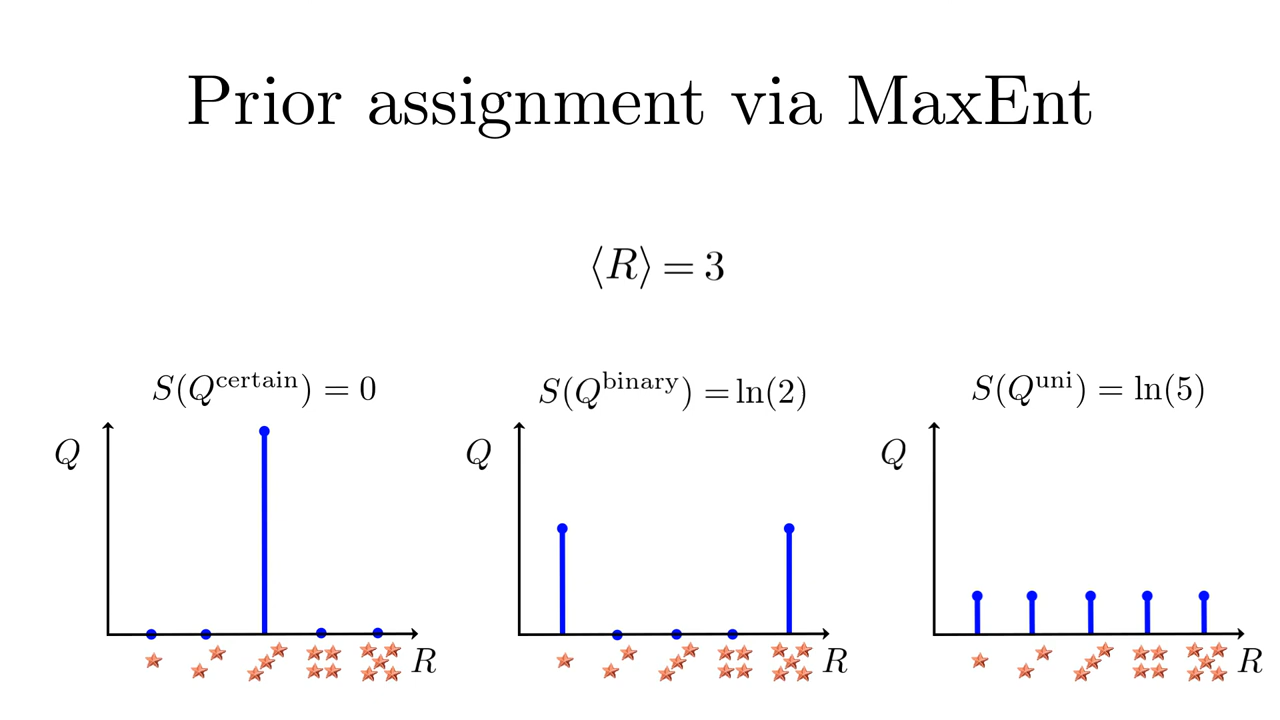 Prior assignment via MaxEnt
⟨R⟩ = 3
S(Q^certain) = 0
S(Q^binary) = ln(2)
S(Q^uni) = ln(5)
Q
Q
Q
R
R
R